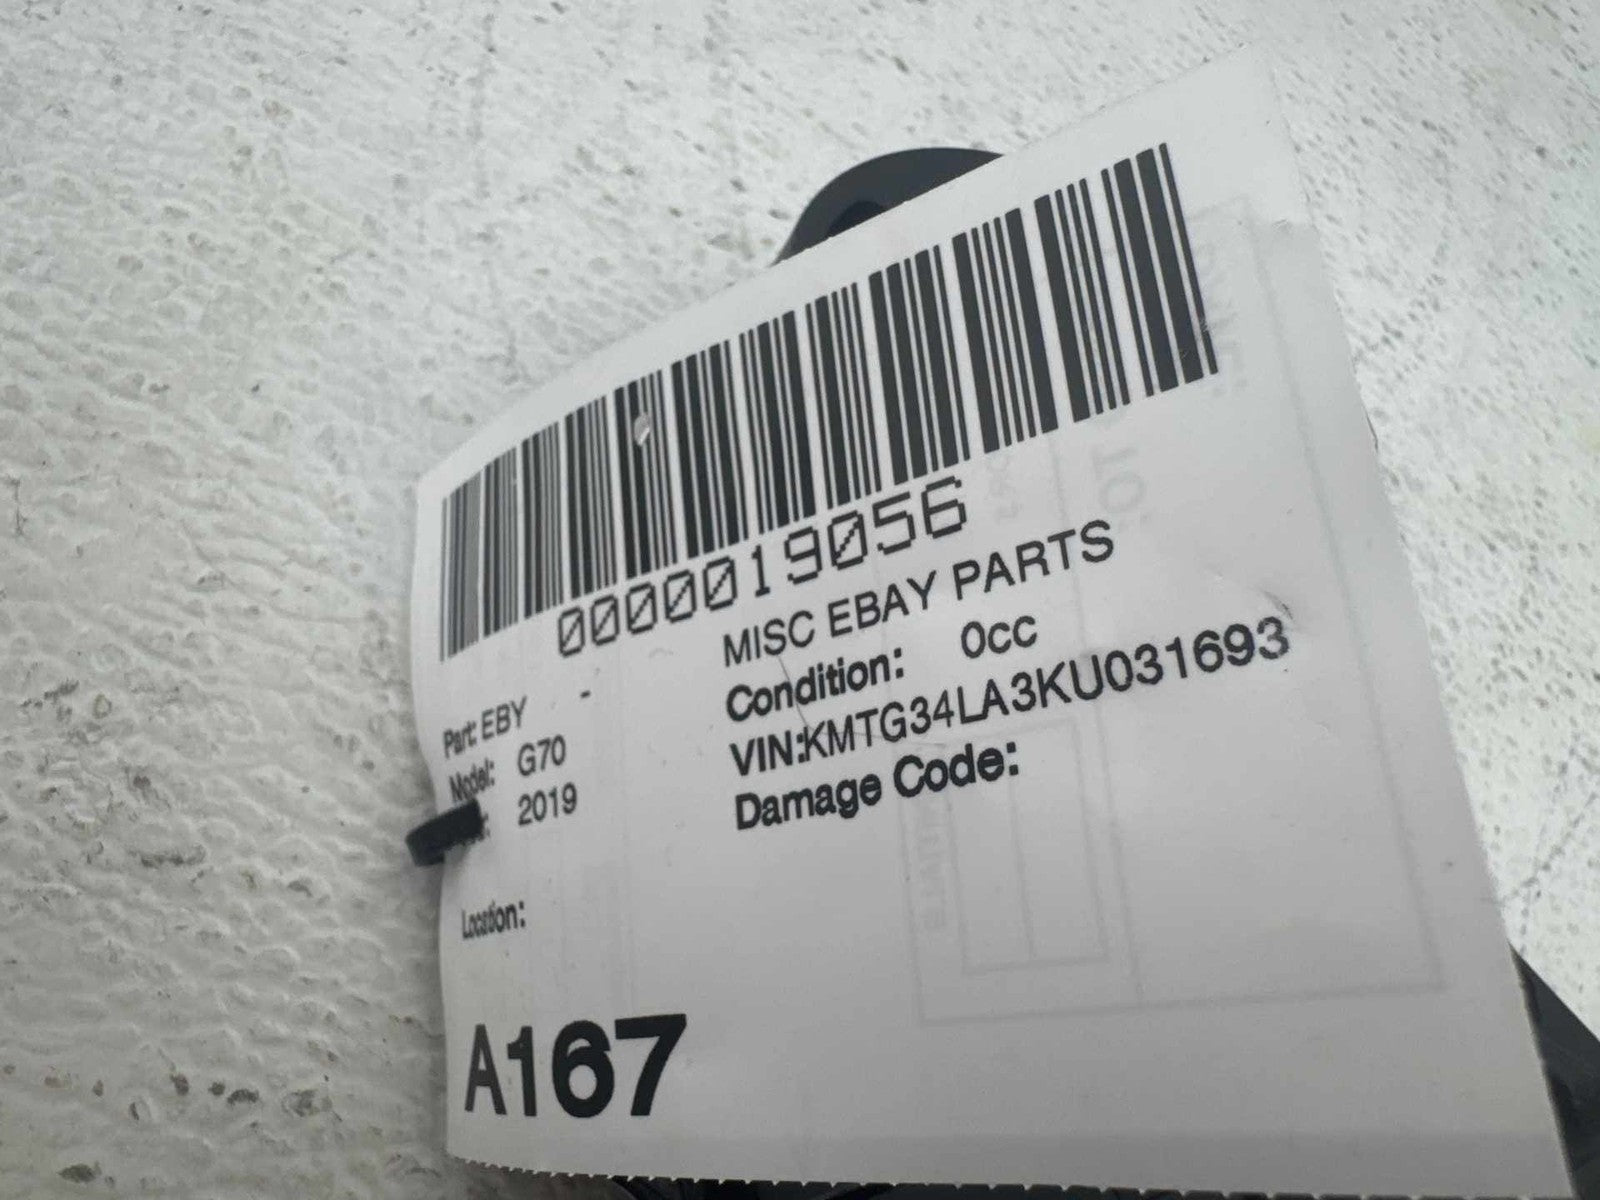 0000019056
MISC EBAY PARTS
Part: EBY -
Condition: 0cc
Model: G70
VIN:KMTG34LA3KU031693
2019
Damage Code:
Location:
A167